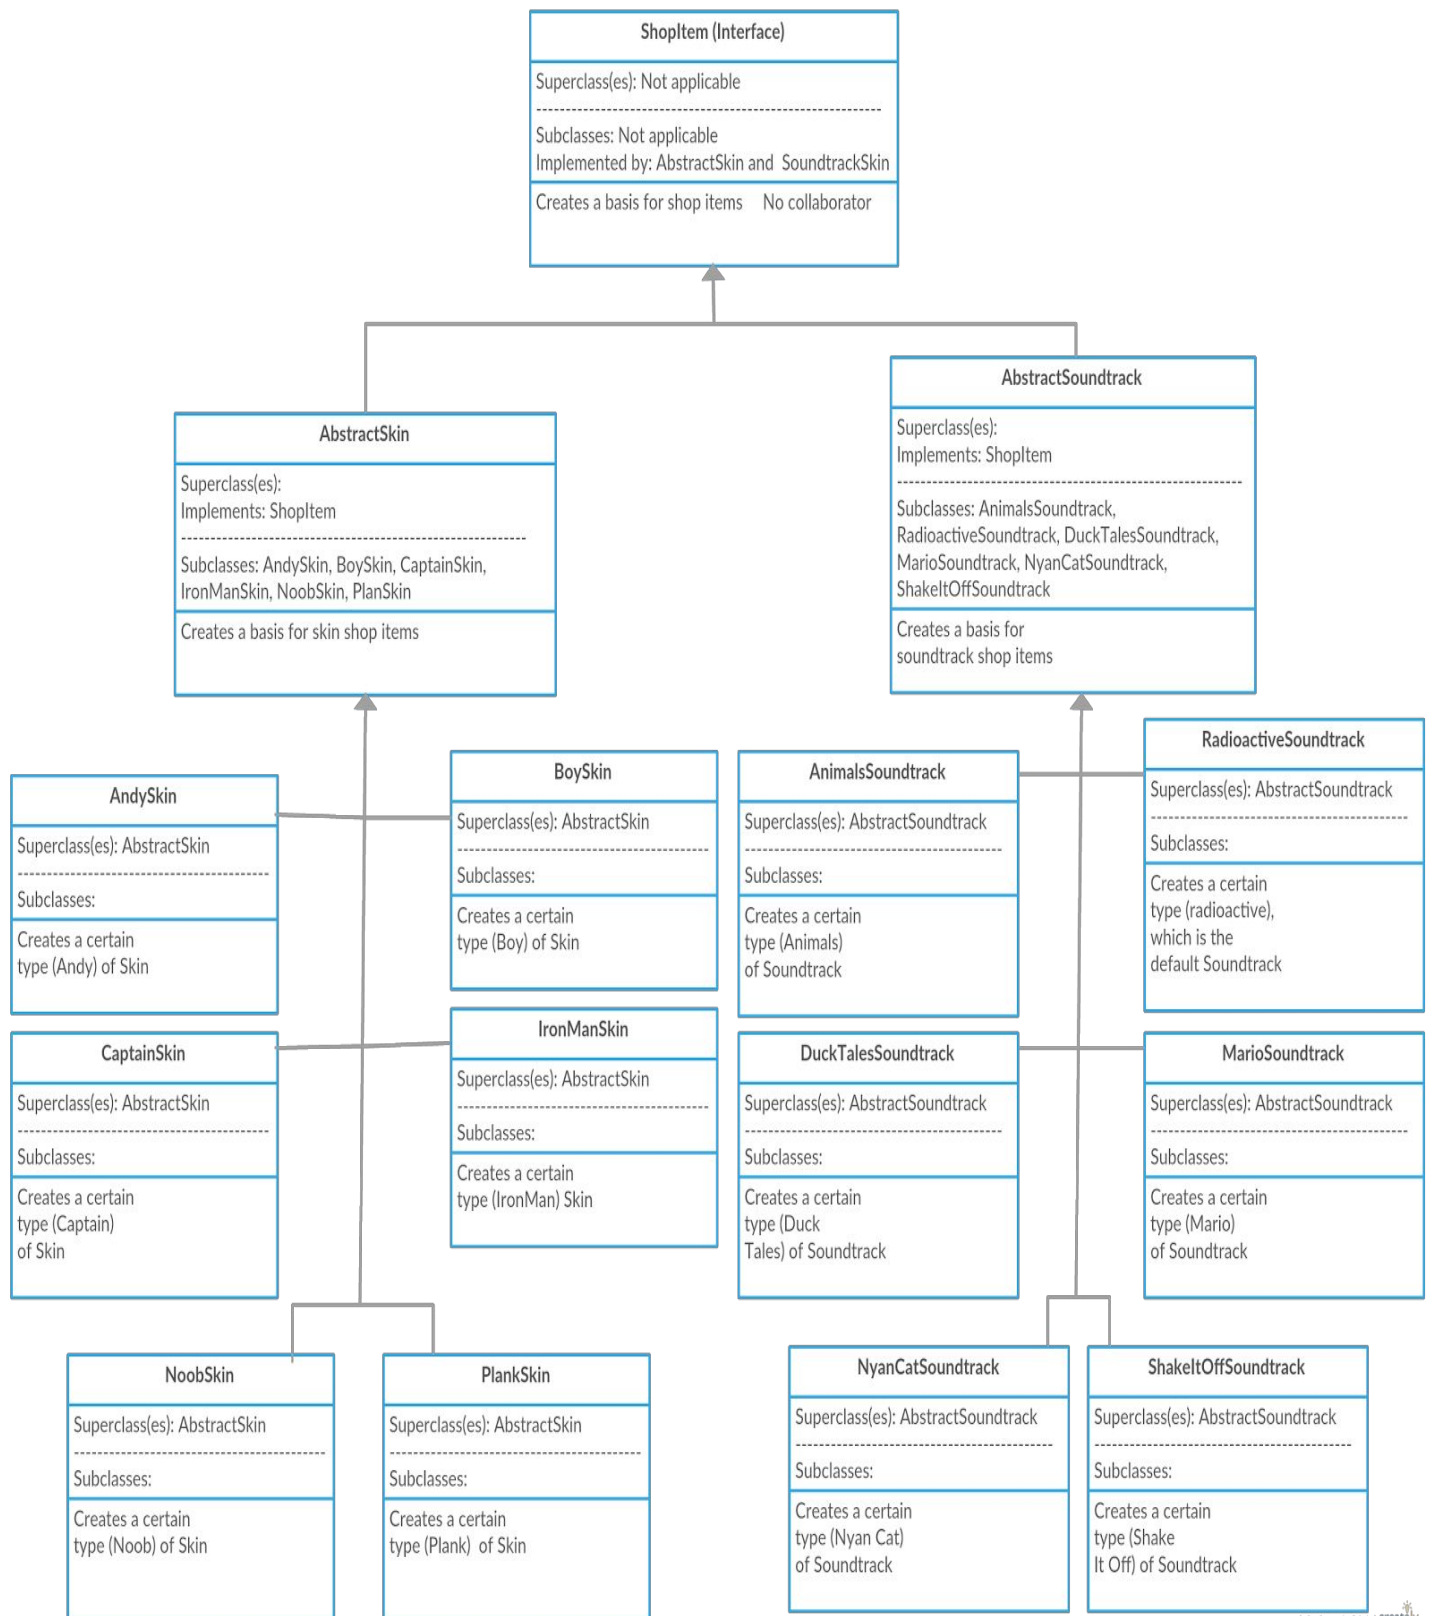 ShopItem (Interface)
Superclass(es): Not applicable
Subclasses: Not applicable
Implemented by: AbstractSkin and SoundtrackSkin
Creates a basis for shop items No collaborator
AbstractSkin
Superclass(es):
Implements: ShopItem
Subclasses: AndySkin, BoySkin, CaptainSkin,
IronManSkin, NoobSkin, PlanSkin
Creates a basis for skin shop items
AbstractSoundtrack
Superclass(es):
Implements: ShopItem
Subclasses: AnimalsSoundtrack,
RadioactiveSoundtrack, DuckTalesSoundtrack,
MarioSoundtrack, NyanCatSoundtrack,
ShakeItOffSoundtrack
Creates a basis for
soundtrack shop items
AndySkin
Superclass(es): AbstractSkin
Subclasses:
Creates a certain
type (Andy) of Skin
BoySkin
Superclass(es): AbstractSkin
Subclasses:
Creates a certain
type (Boy) of Skin
AnimalsSoundtrack
Superclass(es): AbstractSoundtrack
Subclasses:
Creates a certain
type (Animals)
of Soundtrack
RadioactiveSoundtrack
Superclass(es): AbstractSoundtrack
Subclasses:
Creates a certain
type (radioactive),
which is the
default Soundtrack
CaptainSkin
Superclass(es): AbstractSkin
Subclasses:
Creates a certain
type (Captain)
of Skin
IronManSkin
Superclass(es): AbstractSkin
Subclasses:
Creates a certain
type (IronMan) Skin
DuckTalesSoundtrack
Superclass(es): AbstractSoundtrack
Subclasses:
Creates a certain
type (Duck
Tales) of Soundtrack
MarioSoundtrack
Superclass(es): AbstractSoundtrack
Subclasses:
Creates a certain
type (Mario)
of Soundtrack
NoobSkin
Superclass(es): AbstractSkin
Subclasses:
Creates a certain
type (Noob) of Skin
PlankSkin
Superclass(es): AbstractSkin
Subclasses:
Creates a certain
type (Plank) of Skin
NyanCatSoundtrack
Superclass(es): AbstractSoundtrack
Subclasses:
Creates a certain
type (Nyan Cat)
of Soundtrack
ShakeItOffSoundtrack
Superclass(es): AbstractSoundtrack
Subclasses:
Creates a certain
type (Shake
It Off) of Soundtrack